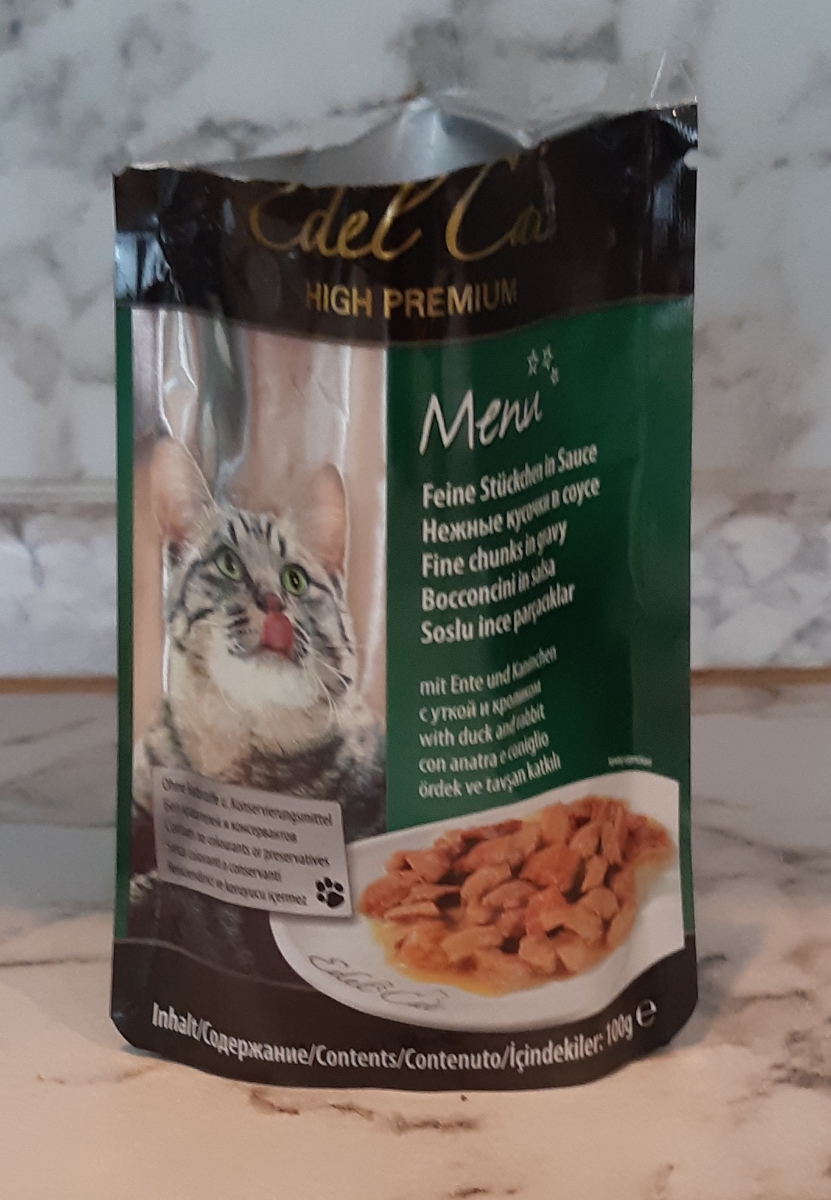 Edel Cat
HIGH PREMIUM
Menu
Feine Stückchen in Sauce
Нежные кусочки в соусе
Fine chunks in gravy
Bocconcini in salsa
Soslu ince parçacıklar
mit Ente und Kaninchen
с уткой и кроликом
with duck and rabbit
con anatra e coniglio
ördek ve tavşan katkılı
Ohne Farbstoffe u. Konservierungsmittel
Без красителей и консервантов
Contain no colourants or preservatives
Senza coloranti e conservanti
Renklendirici ve koruyucu içermez
Edel Cat
Inhalt/Содержание/Contents/Contenuto/İçindekiler: 100g ℮